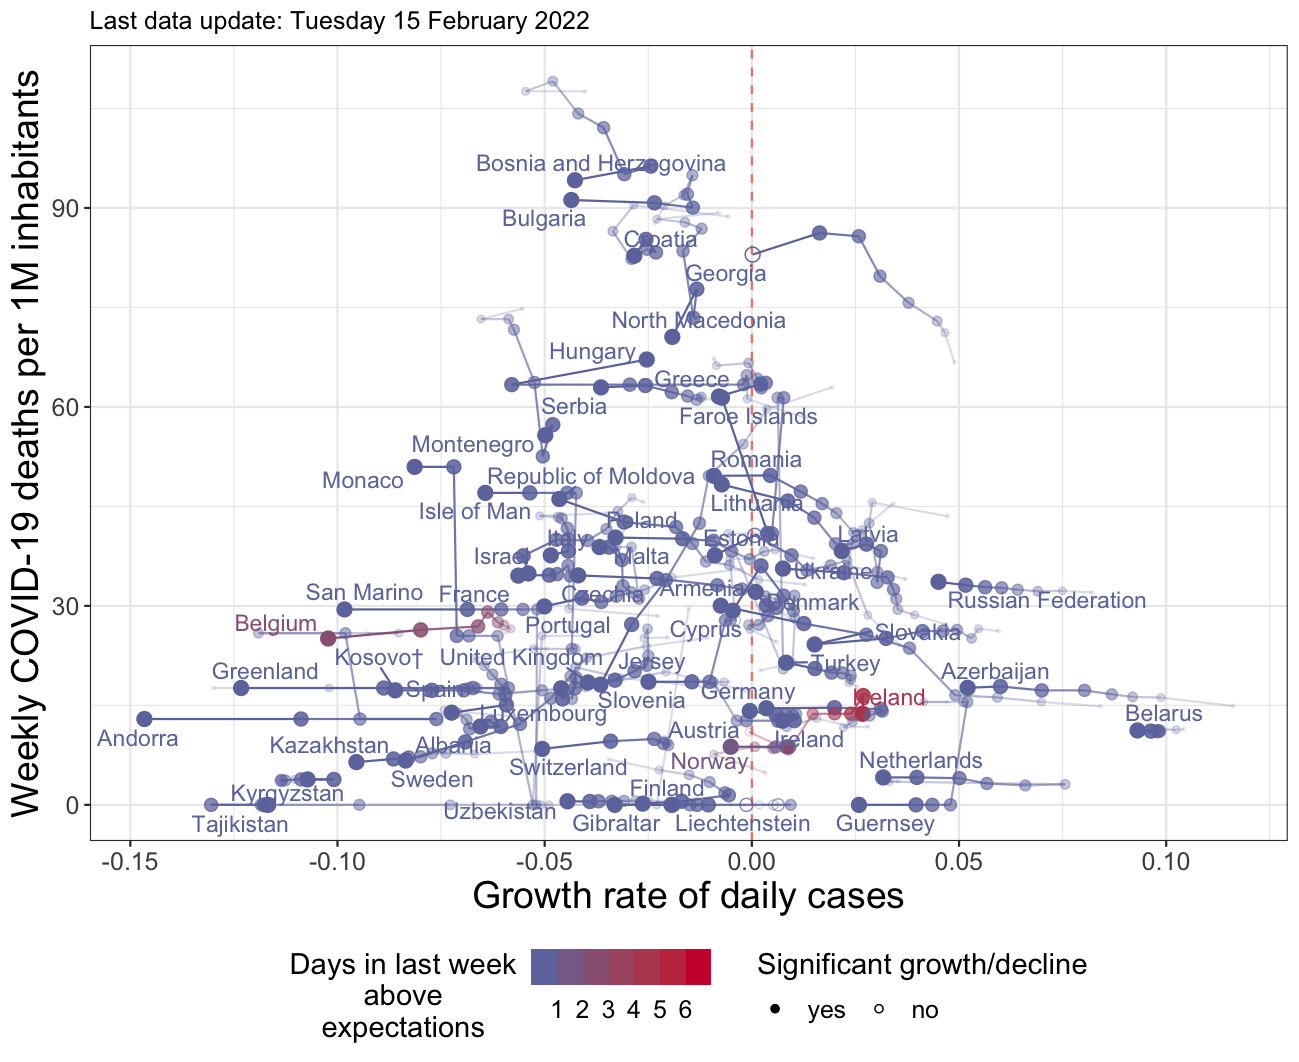 Last data update: Tuesday 15 February 2022
Weekly COVID-19 deaths per 1M inhabitants
90
60
30
0
Bosnia and Herzegovina
Bulgaria
Croatia
Georgia
North Macedonia
Hungary
Greece
Serbia
Faroe Islands
Montenegro
Romania
Monaco
Republic of Moldova
Lithuania
Isle of Man
Poland
Italy
Estonia
Latvia
Israel
Malta
Ukraine
San Marino
France
Czechia
Armenia
Denmark
Russian Federation
Belgium
Portugal
Cyprus
Slovakia
Kosovo†
United Kingdom
Jersey
Turkey
Greenland
Azerbaijan
Spain
Slovenia
Germany
Ireland
Luxembourg
Belarus
Andorra
Kazakhstan
Albania
Austria
Ireland
Sweden
Switzerland
Norway
Netherlands
Kyrgyzstan
Finland
Uzbekistan
Tajikistan
Gibraltar
Liechtenstein
Guernsey
-0.15
-0.10
-0.05
0.00
0.05
0.10
Growth rate of daily cases
Days in last week
above
expectations
1 2 3 4 5 6
Significant growth/decline
yes
no